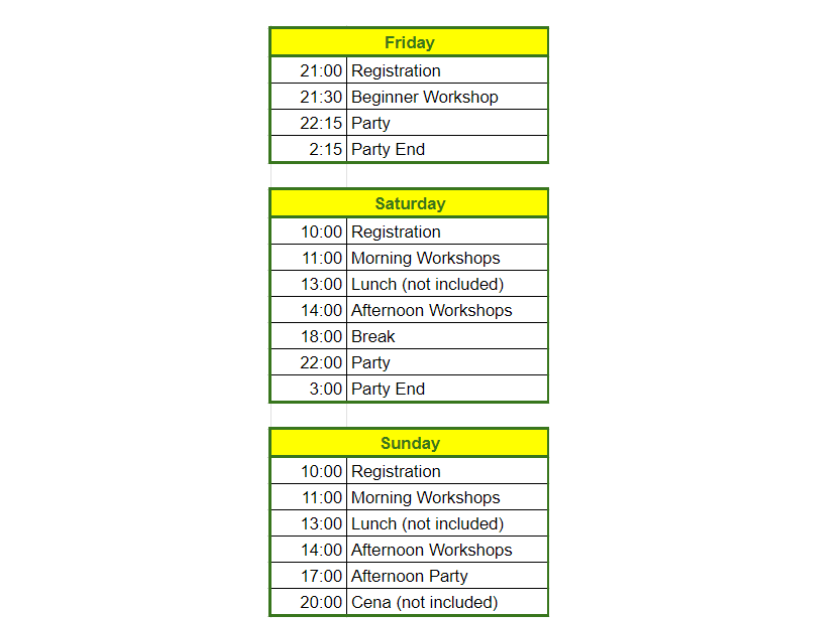 Friday
21:00 Registration
21:30 Beginner Workshop
22:15 Party
2:15 Party End
Saturday
10:00 Registration
11:00 Morning Workshops
13:00 Lunch (not included)
14:00 Afternoon Workshops
18:00 Break
22:00 Party
3:00 Party End
Sunday
10:00 Registration
11:00 Morning Workshops
13:00 Lunch (not included)
14:00 Afternoon Workshops
17:00 Afternoon Party
20:00 Cena (not included)